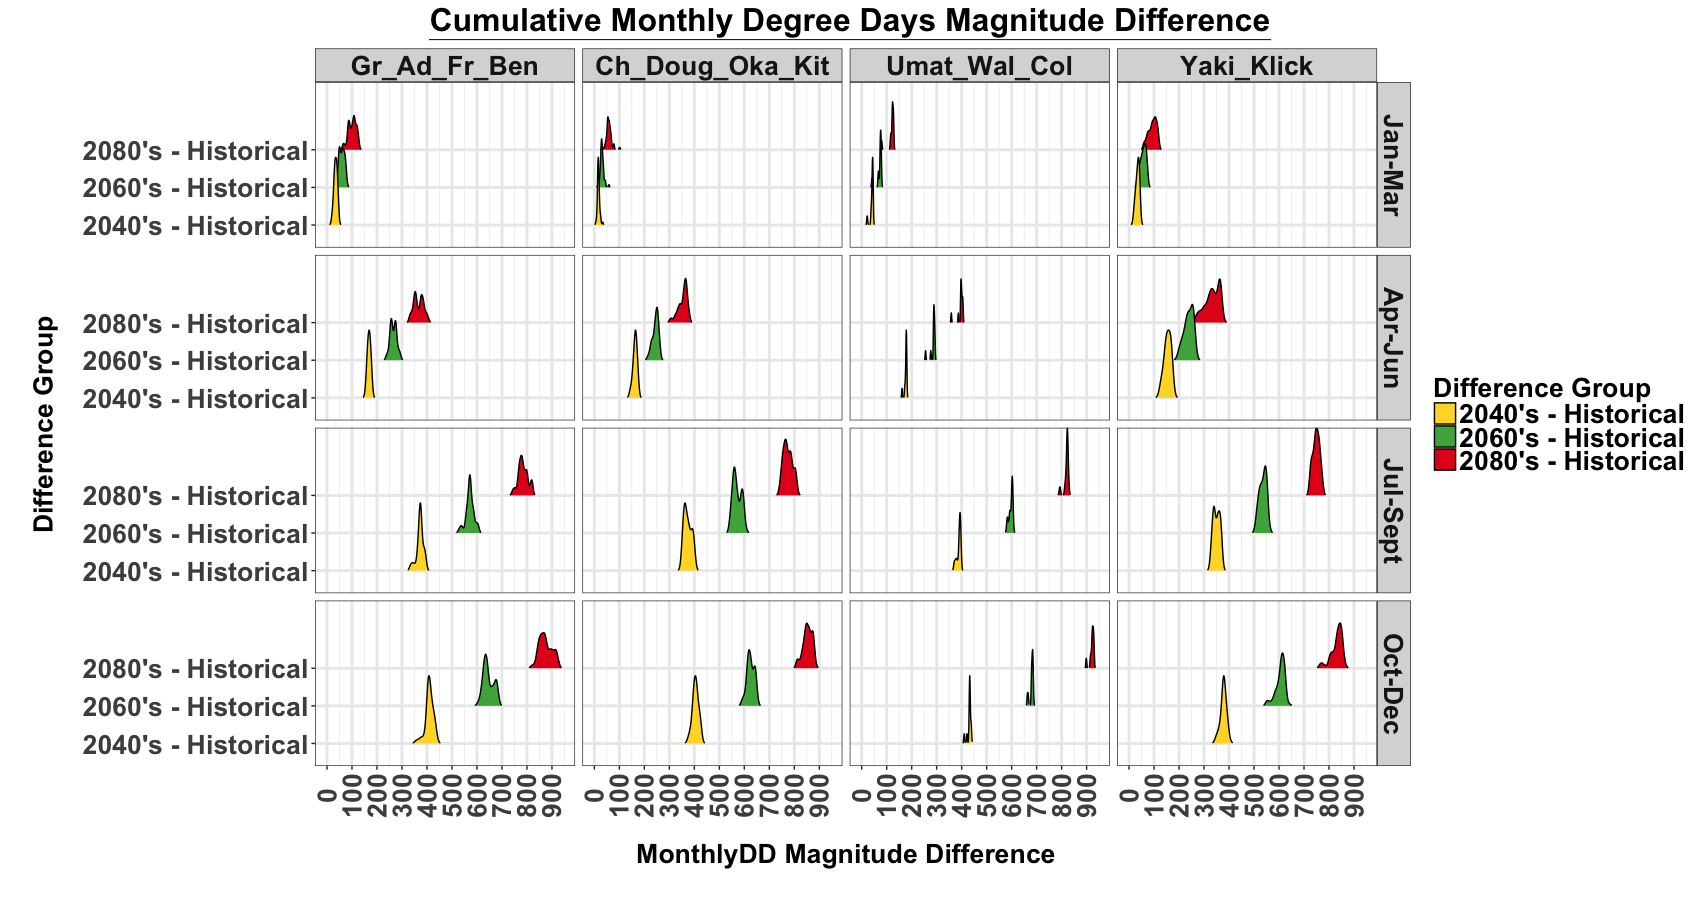 Cumulative Monthly Degree Days Magnitude Difference
Gr_Ad_Fr_Ben
Ch_Doug_Oka_Kit
Umat_Wal_Col
Yaki_Klick
Difference Group
2080's - Historical
2060's - Historical
2040's - Historical
Jan-Mar
2080's - Historical
2060's - Historical
2040's - Historical
Apr-Jun
2080's - Historical
2060's - Historical
2040's - Historical
Jul-Sept
2080's - Historical
2060's - Historical
2040's - Historical
Oct-Dec
0 100 200 300 400 500 600 700 800 900
0 100 200 300 400 500 600 700 800 900
0 100 200 300 400 500 600 700 800 900
0 100 200 300 400 500 600 700 800 900
MonthlyDD Magnitude Difference
Difference Group
2040's - Historical
2060's - Historical
2080's - Historical